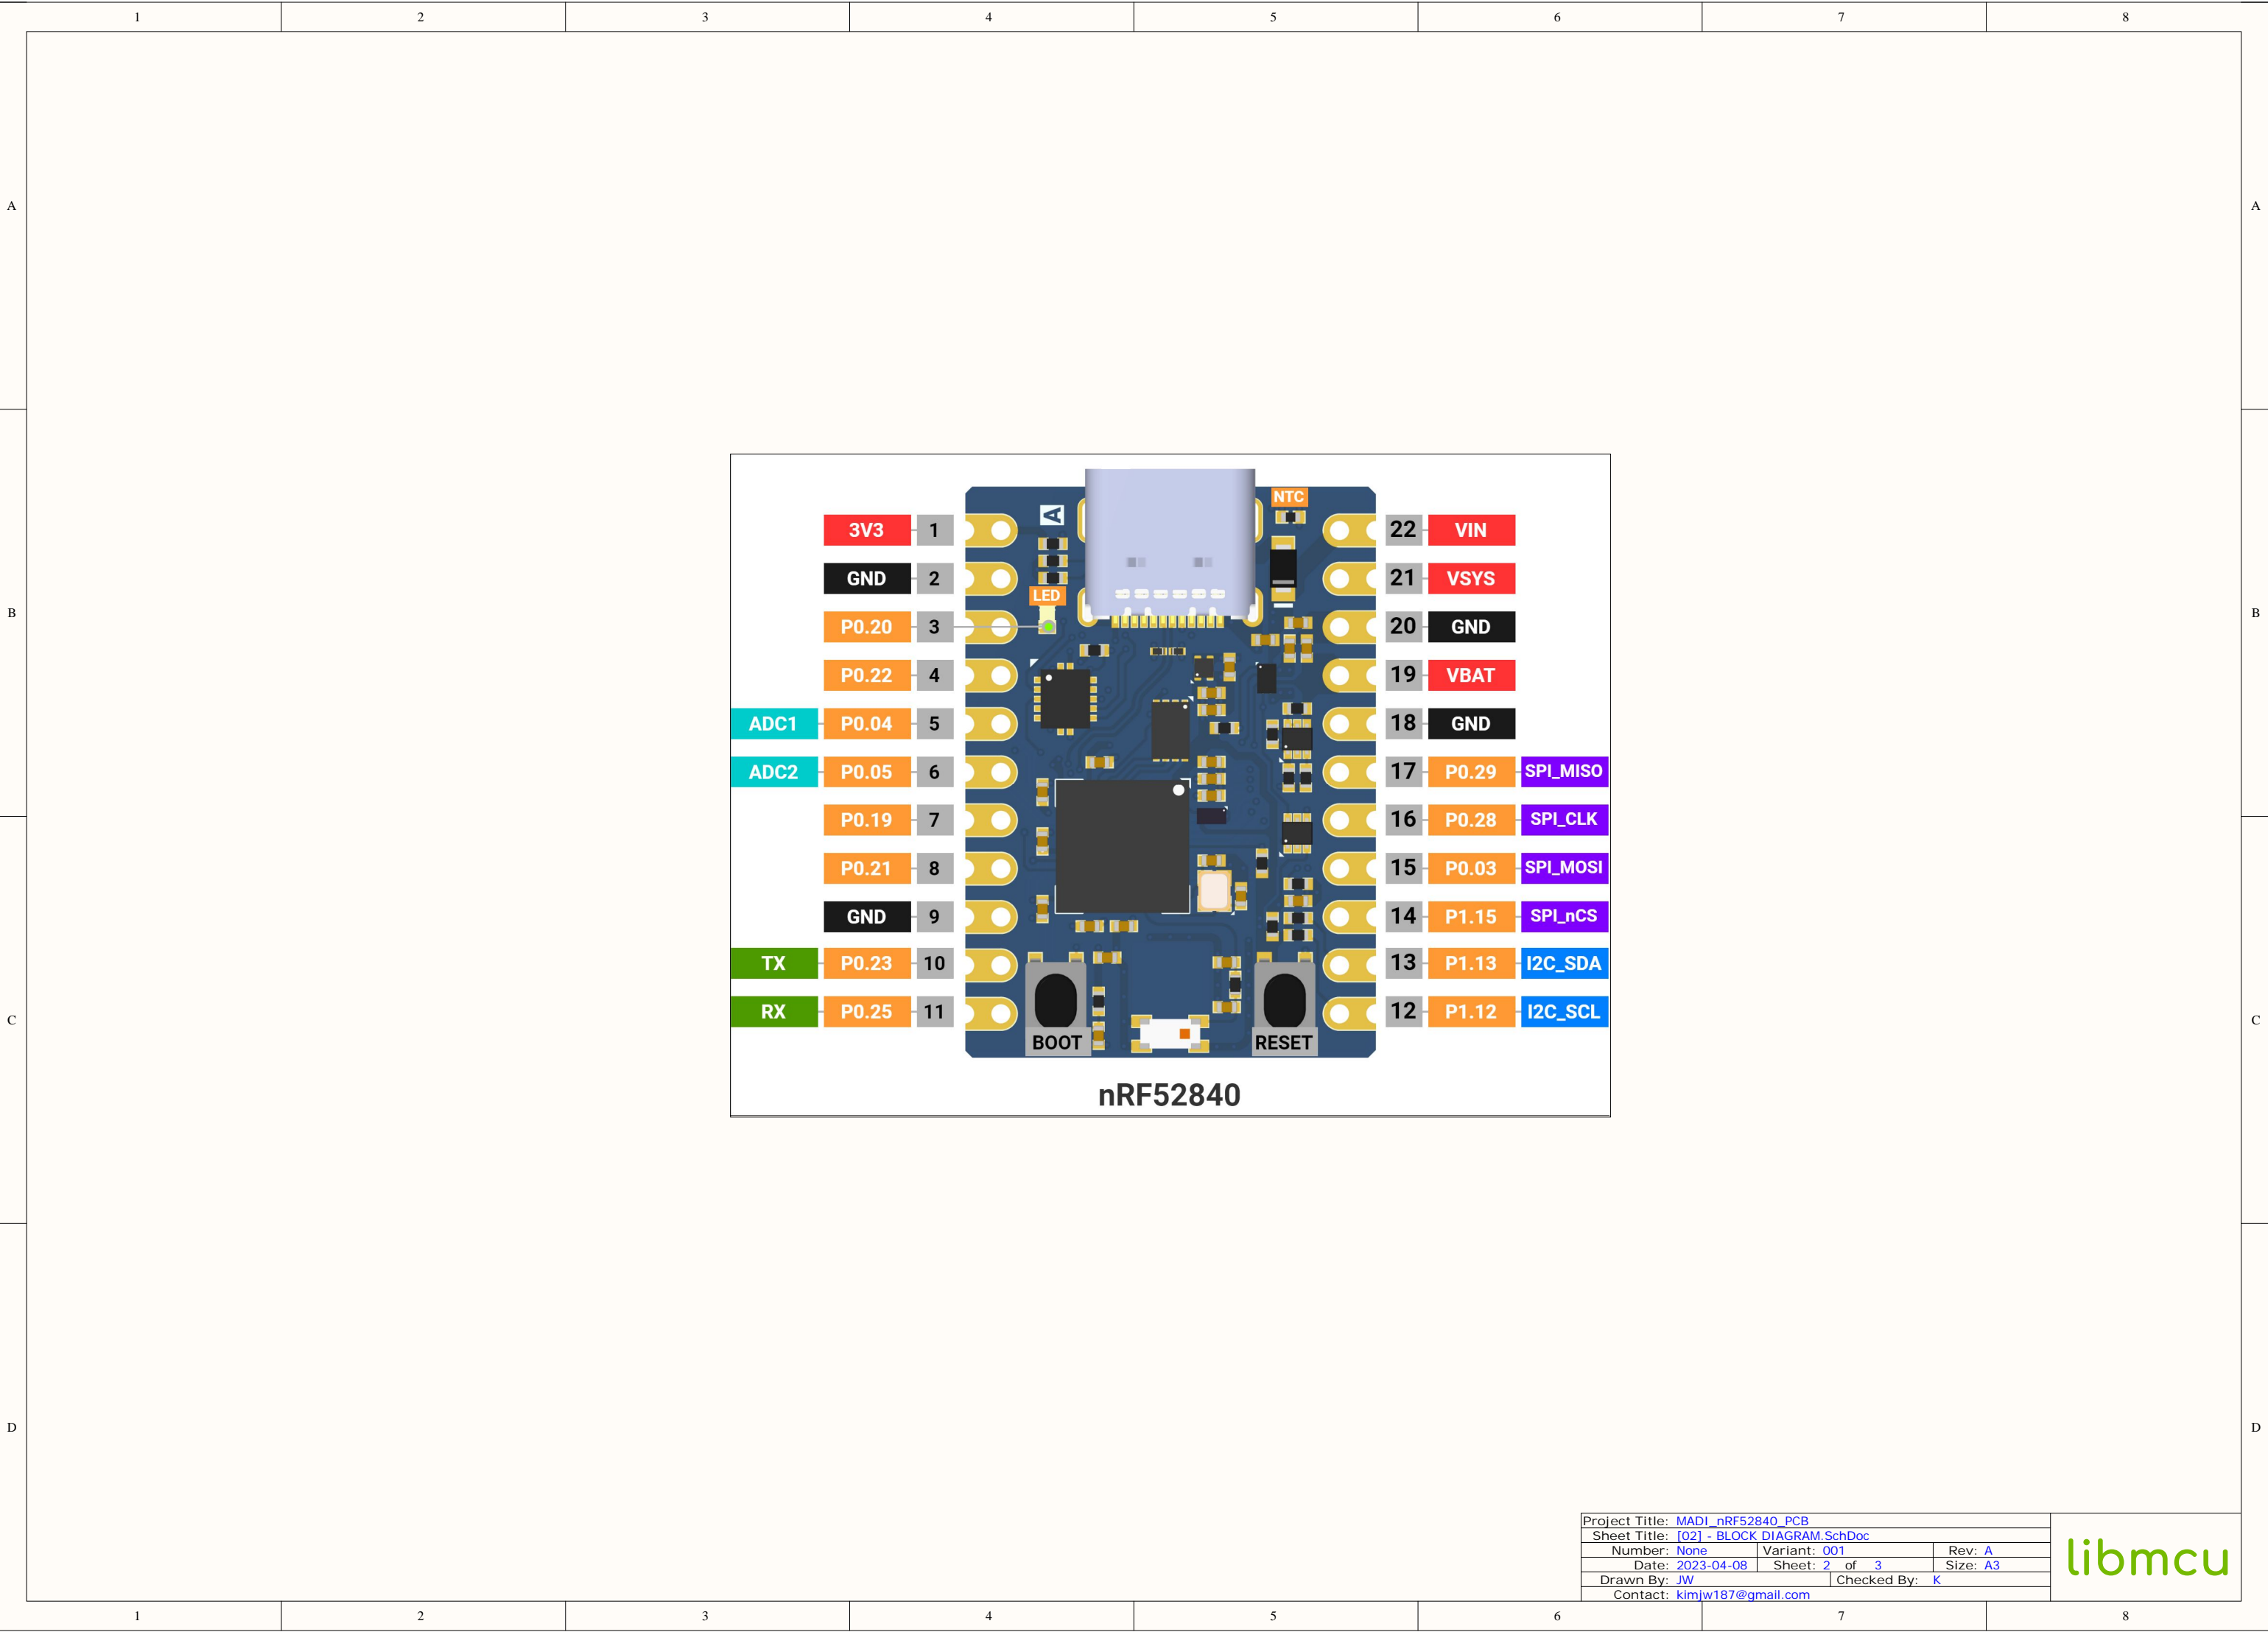 1 2 3 4 5 6 7 8
A A
NTC
A
3V3 1 22 VIN
GND 2 21 VSYS
LED
B B
P0.20 3 20 GND
P0.22 4 19 VBAT
ADC1 P0.04 5 18 GND
ADC2 P0.05 6 17 P0.29 SPI_MISO
P0.19 7 16 P0.28 SPI_CLK
P0.21 8 15 P0.03 SPI_MOSI
GND 9 14 P1.15 SPI_nCS
TX P0.23 10 13 P1.13 I2C_SDA
RX P0.25 11 12 P1.12 I2C_SCL
C C
BOOT RESET
nRF52840
D D
Project Title: MADI_nRF52840_PCB
Sheet Title: [02] - BLOCK DIAGRAM.SchDoc
Number: None Variant: 001 Rev: A
Date: 2023-04-08 Sheet: 2 of 3 Size: A3
Drawn By: JW Checked By: K
Contact: kimjw187@gmail.com
libmcu
1 2 3 4 5 6 7 8